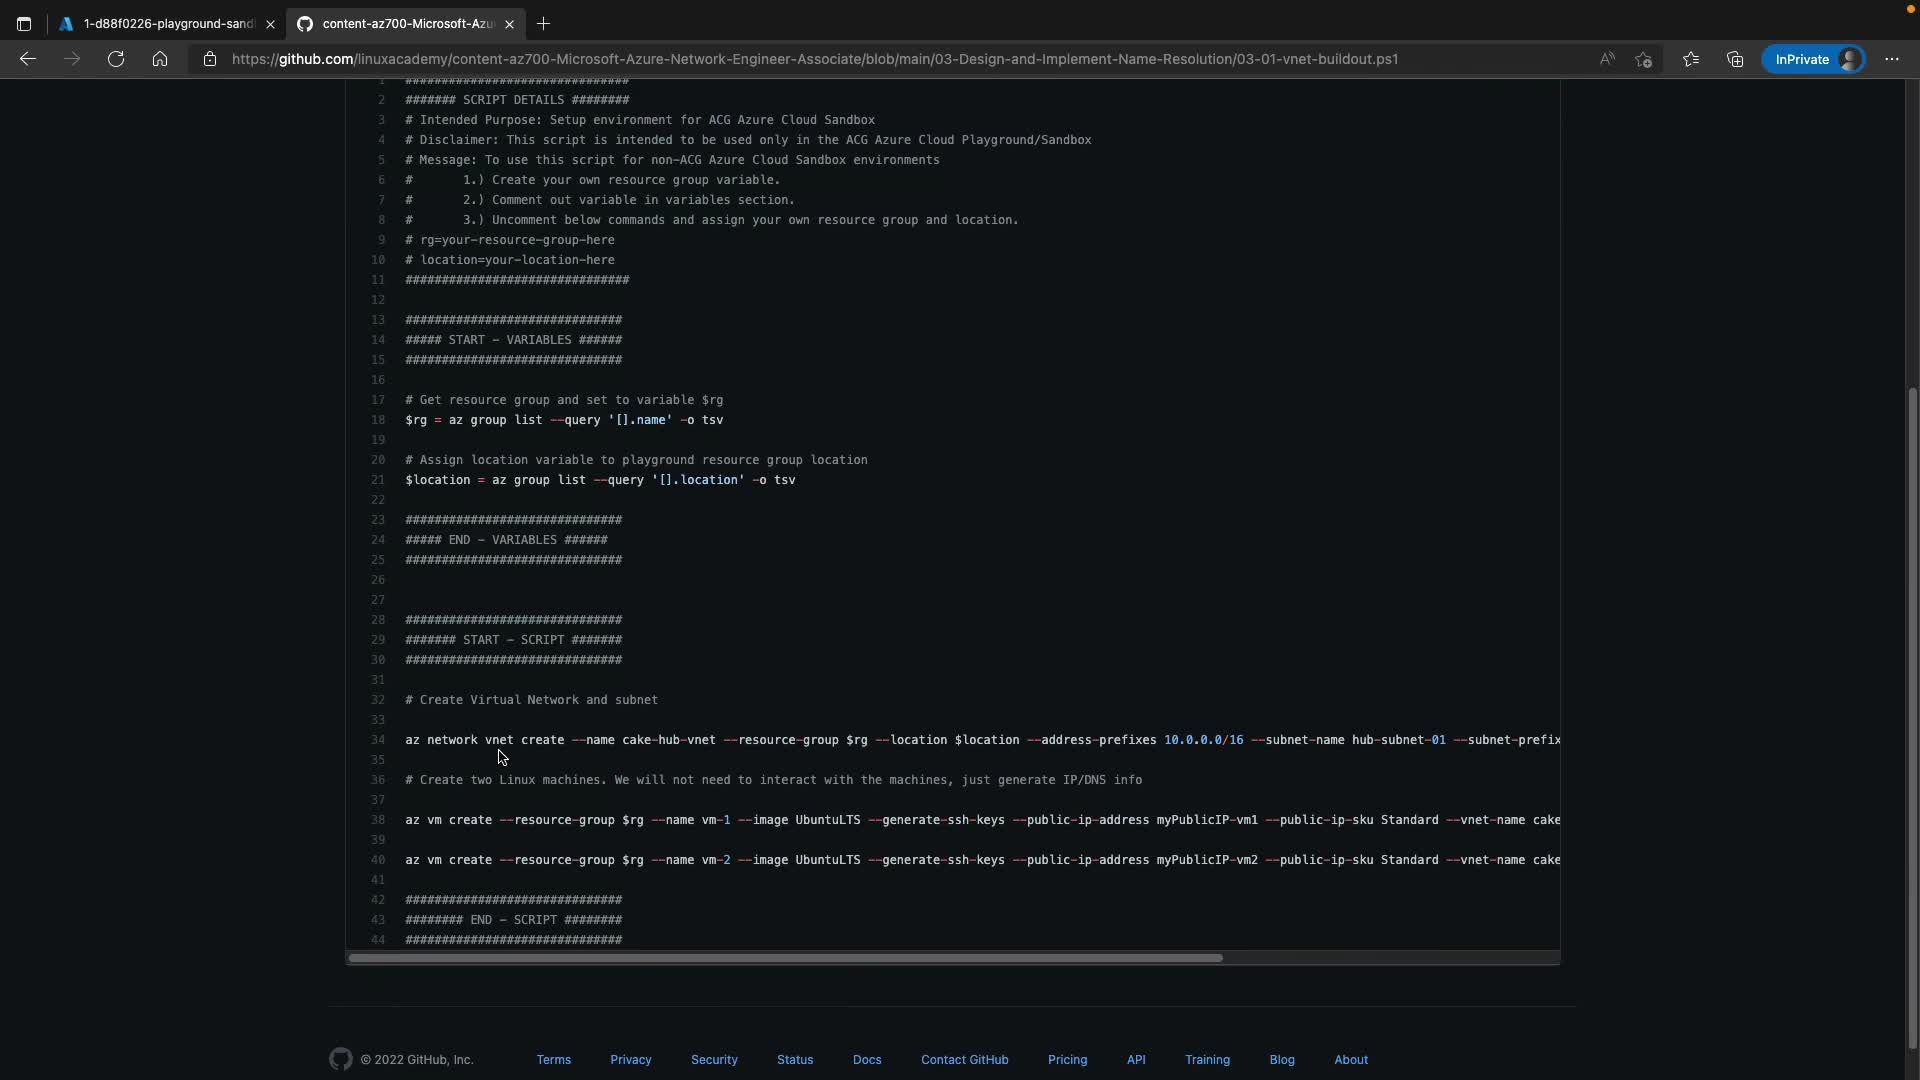 1-d88f0226-playground-sand
content-az700-Microsoft-Azu
https://github.com/linuxacademy/content-az700-Microsoft-Azure-Network-Engineer-Associate/blob/main/03-Design-and-Implement-Name-Resolution/03-01-vnet-buildout.ps1
InPrivate
1 ###############################
2 ####### SCRIPT DETAILS ########
3 # Intended Purpose: Setup environment for ACG Azure Cloud Sandbox
4 # Disclaimer: This script is intended to be used only in the ACG Azure Cloud Playground/Sandbox
5 # Message: To use this script for non-ACG Azure Cloud Sandbox environments
6 #       1.) Create your own resource group variable.
7 #       2.) Comment out variable in variables section.
8 #       3.) Uncomment below commands and assign your own resource group and location.
9 # rg=your-resource-group-here
10 # location=your-location-here
11 ###############################
12
13 ##############################
14 ##### START - VARIABLES ######
15 ##############################
16
17 # Get resource group and set to variable $rg
18 $rg = az group list --query '[].name' -o tsv
19
20 # Assign location variable to playground resource group location
21 $location = az group list --query '[].location' -o tsv
22
23 ##############################
24 ##### END - VARIABLES ######
25 ##############################
26
27
28 ##############################
29 ####### START - SCRIPT #######
30 ##############################
31
32 # Create Virtual Network and subnet
33
34 az network vnet create --name cake-hub-vnet --resource-group $rg --location $location --address-prefixes 10.0.0.0/16 --subnet-name hub-subnet-01 --subnet-prefix
35
36 # Create two Linux machines. We will not need to interact with the machines, just generate IP/DNS info
37
38 az vm create --resource-group $rg --name vm-1 --image UbuntuLTS --generate-ssh-keys --public-ip-address myPublicIP-vm1 --public-ip-sku Standard --vnet-name cake
39
40 az vm create --resource-group $rg --name vm-2 --image UbuntuLTS --generate-ssh-keys --public-ip-address myPublicIP-vm2 --public-ip-sku Standard --vnet-name cake
41
42 ##############################
43 ######## END - SCRIPT ########
44 ##############################
© 2022 GitHub, Inc. Terms Privacy Security Status Docs Contact GitHub Pricing API Training Blog About